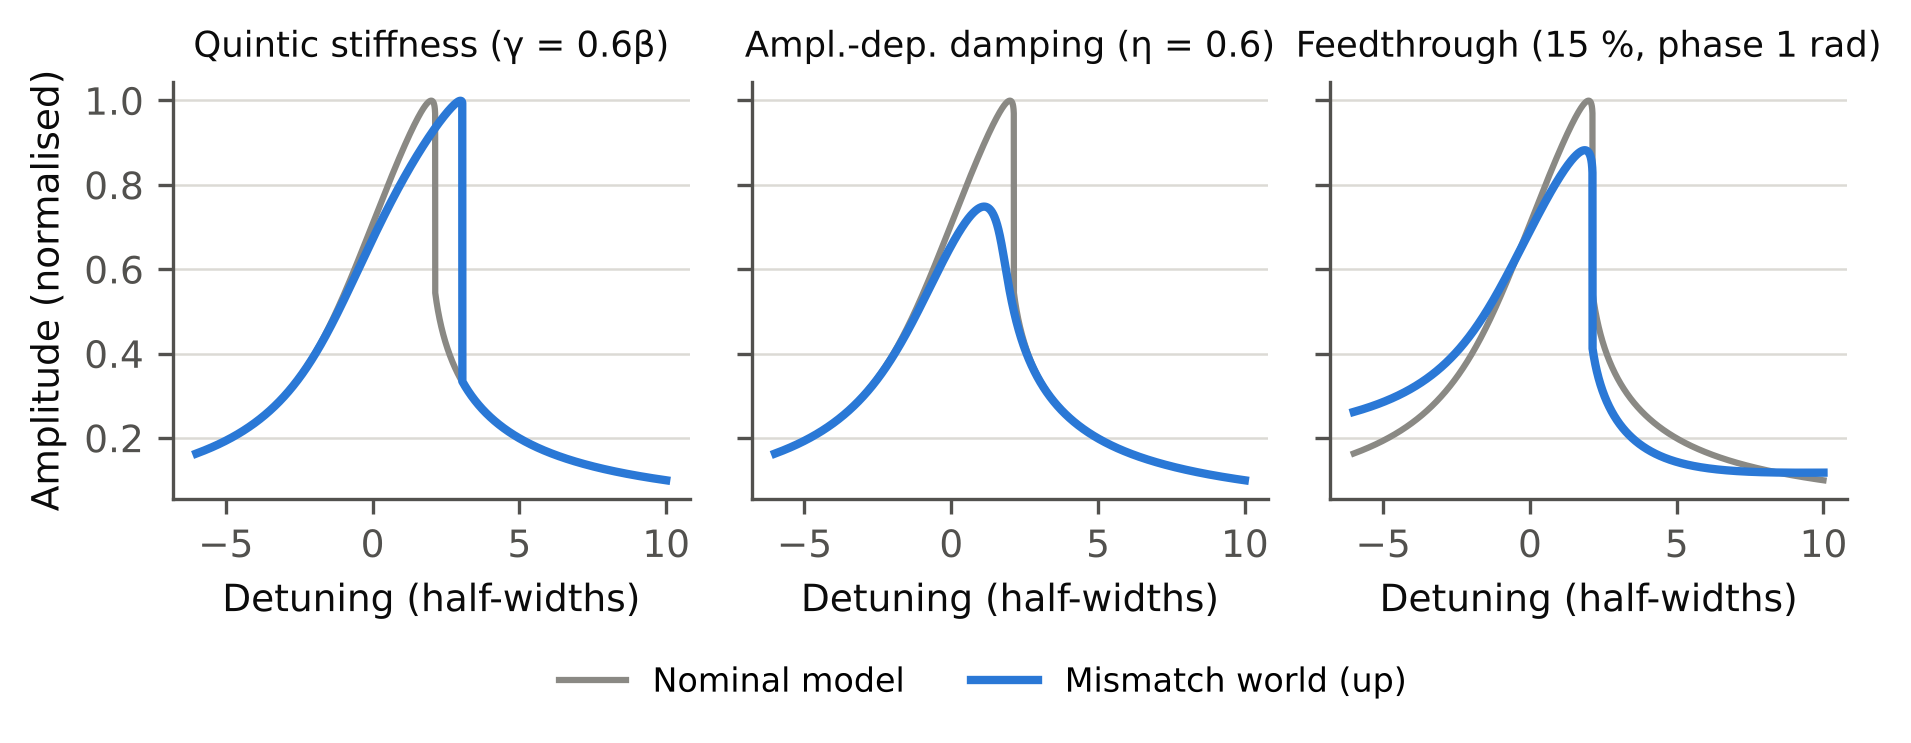 Quintic stiffness (γ = 0.6β)
Ampl.-dep. damping (η = 0.6)
Feedthrough (15 %, phase 1 rad)
Amplitude (normalised)
1.0
0.8
0.6
0.4
0.2
−5 0 5 10
−5 0 5 10
−5 0 5 10
Detuning (half-widths)
Detuning (half-widths)
Detuning (half-widths)
Nominal model
Mismatch world (up)